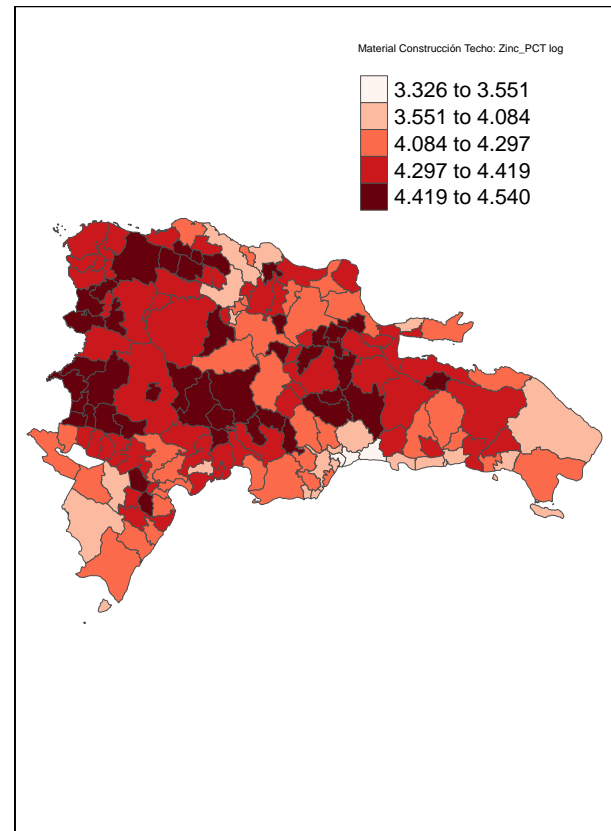 Material Construcción Techo: Zinc_PCT log
3.326 to 3.551
3.551 to 4.084
4.084 to 4.297
4.297 to 4.419
4.419 to 4.540